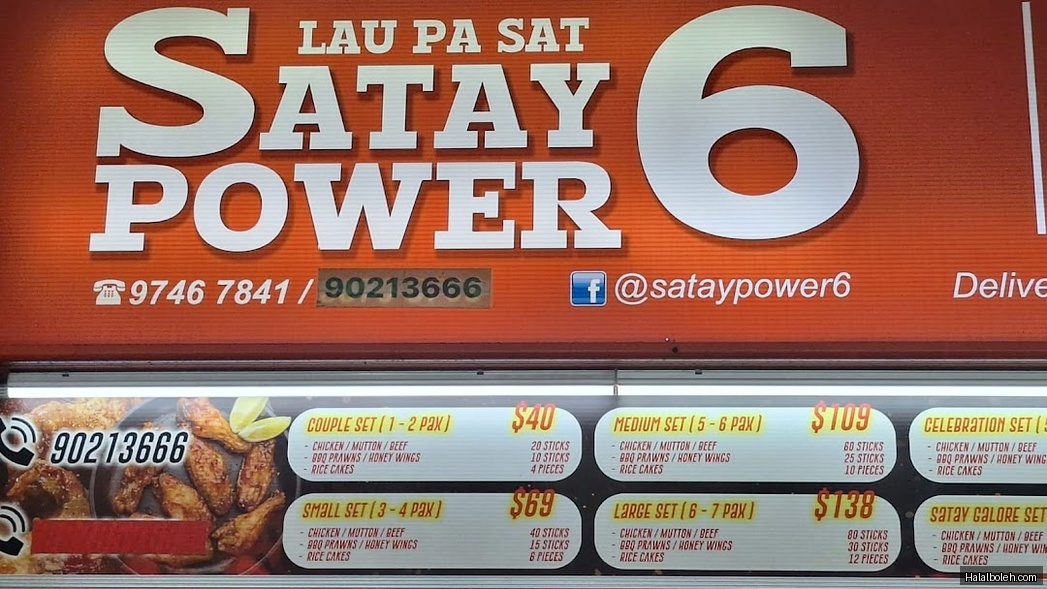 LAU PA SAT
SATAY
POWER
6
9746 7841 / 90213666
@sataypower6
Delive
90213666
COUPLE SET ( 1 - 2 PAX ) $40
- CHICKEN / MUTTON / BEEF 20 STICKS
- BBQ PRAWNS / HONEY WINGS 10 STICKS
- RICE CAKES 4 PIECES
MEDIUM SET ( 5 - 6 PAX ) $109
- CHICKEN / MUTTON / BEEF 60 STICKS
- BBQ PRAWNS / HONEY WINGS 25 STICKS
- RICE CAKES 10 PIECES
CELEBRATION SET (
- CHICKEN / MUTTON / BEEF
- BBQ PRAWNS / HONEY WING
- RICE CAKES
SMALL SET ( 3 - 4 PAX ) $69
- CHICKEN / MUTTON / BEEF 40 STICKS
- BBQ PRAWNS / HONEY WINGS 15 STICKS
- RICE CAKES 6 PIECES
LARGE SET ( 6 - 7 PAX ) $138
- CHICKEN / MUTTON / BEEF 80 STICKS
- BBQ PRAWNS / HONEY WINGS 30 STICKS
- RICE CAKES 12 PIECES
SATAY GALORE SET
- CHICKEN / MUTTON / BEEF
- BBQ PRAWNS / HONEY WIN
- RICE CAKES
Halalboleh.com